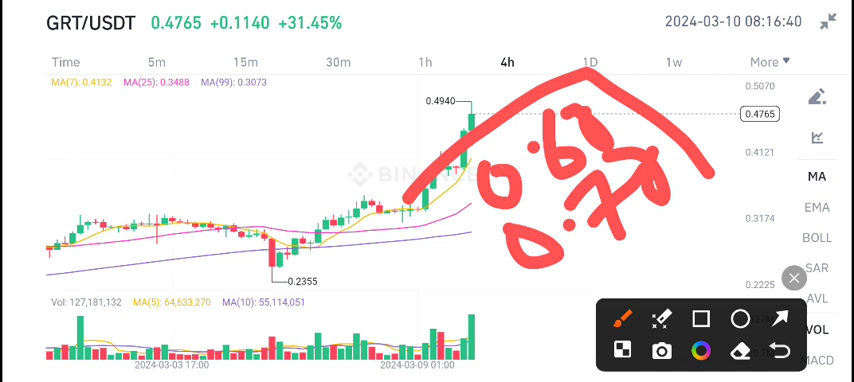 GRT/USDT 0.4765 +0.1140 +31.45% 2024-03-10 08:16:40
Time 5m 15m 30m 1h 4h 1D 1w More
MA(7): 0.4132 MA(25): 0.3488 MA(99): 0.3073
0.5070
0.4940
0.4765
0.4121
BINANCE
MA
0.60
0.70
EMA
0.3174
BOLL
SAR
0.2355
0.2225
AVL
Vol: 127,181,132 MA(5): 64,633,270 MA(10): 55,114,051
VOL
MACD
2024-03-03 17:00 2024-03-09 01:00